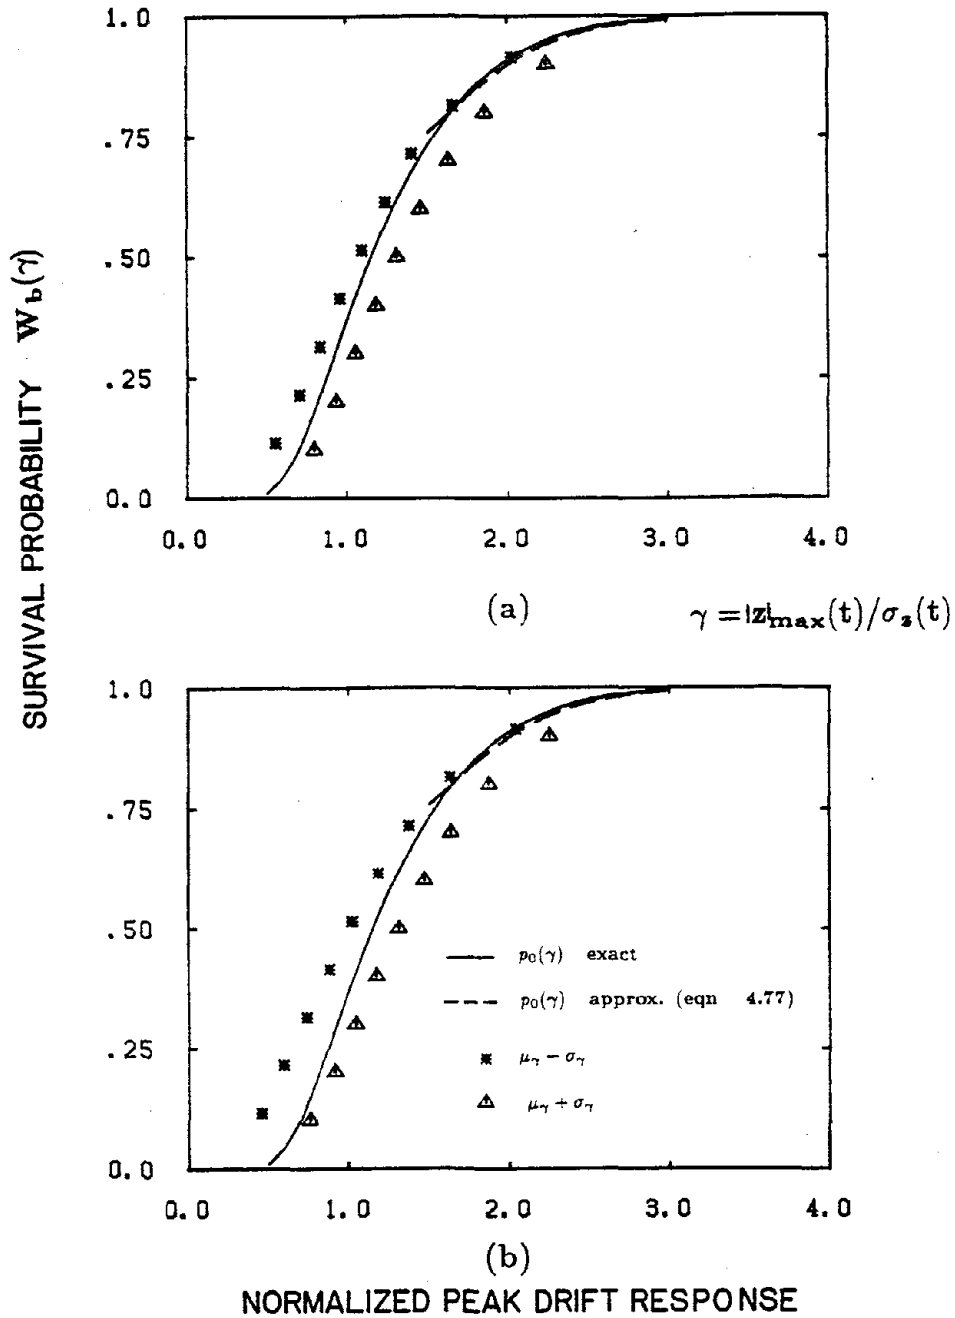 1.0
.75
.50
.25
0.0
0.0 1.0 2.0 3.0 4.0
(a)
γ = |z|max(t)/σz(t)
SURVIVAL PROBABILITY Wb(γ)
1.0
.75
.50
.25
0.0
p0(γ) exact
p0(γ) approx. (eqn 4.77)
μγ − σγ
μγ + σγ
0.0 1.0 2.0 3.0 4.0
(b)
NORMALIZED PEAK DRIFT RESPONSE